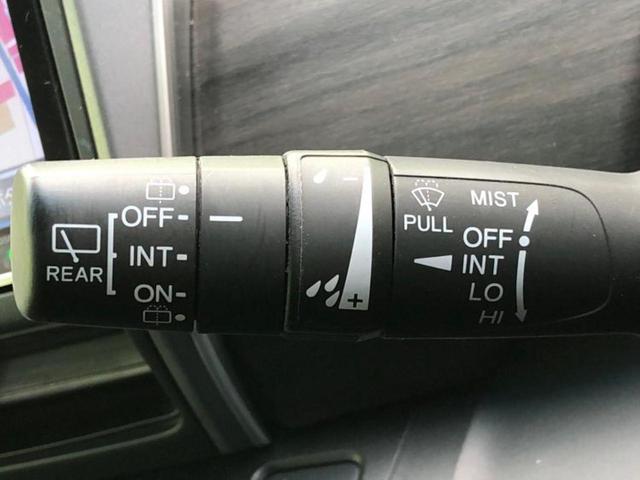 OFF
INT
REAR
ON
- 
+
MIST
PULL
OFF
INT
LO
HI